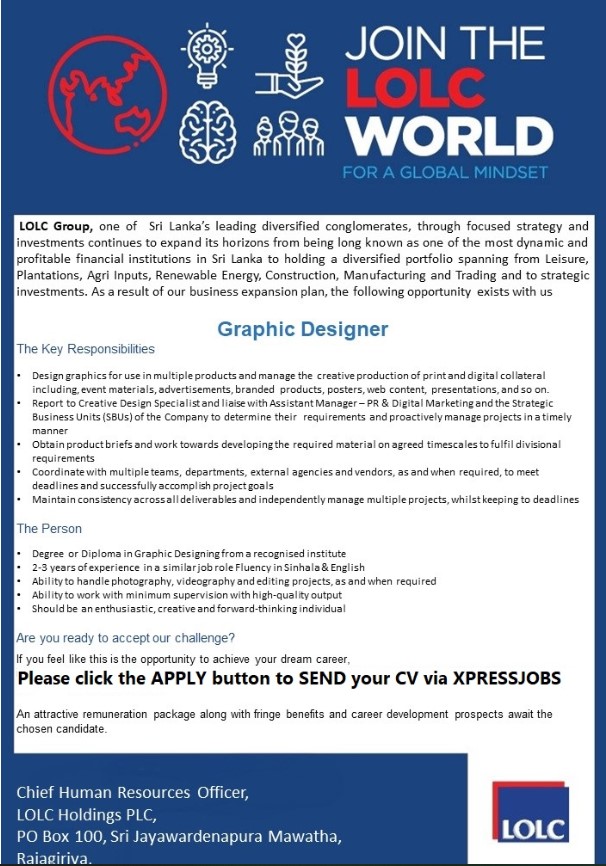 JOIN THE
LOLC
WORLD
FOR A GLOBAL MINDSET
LOLC Group, one of Sri Lanka's leading diversified conglomerates, through focused strategy and
investments continues to expand its horizons from being long known as one of the most dynamic and
profitable financial institutions in Sri Lanka to holding a diversified portfolio spanning from Leisure,
Plantations, Agri Inputs, Renewable Energy, Construction, Manufacturing and Trading and to strategic
investments. As a result of our business expansion plan, the following opportunity exists with us
Graphic Designer
The Key Responsibilities
• Design graphics for use in multiple products and manage the creative production of print and digital collateral
including, event materials, advertisements, branded products, posters, web content, presentations, and so on.
• Report to Creative Design Specialist and liaise with Assistant Manager – PR & Digital Marketing and the Strategic
Business Units (SBUs) of the Company to determine their requirements and proactively manage projects in a timely
manner
• Obtain product briefs and work towards developing the required material on agreed timescales to fulfil divisional
requirements
• Coordinate with multiple teams, departments, external agencies and vendors, as and when required, to meet
deadlines and successfully accomplish project goals
• Maintain consistency across all deliverables and independently manage multiple projects, whilst keeping to deadlines
The Person
• Degree or Diploma in Graphic Designing from a recognised institute
• 2-3 years of experience in a similar job role Fluency in Sinhala & English
• Ability to handle photography, videography and editing projects, as and when required
• Ability to work with minimum supervision with high-quality output
• Should be an enthusiastic, creative and forward-thinking individual
Are you ready to accept our challenge?
If you feel like this is the opportunity to achieve your dream career,
Please click the APPLY button to SEND your CV via XPRESSJOBS
An attractive remuneration package along with fringe benefits and career development prospects await the
chosen candidate.
Chief Human Resources Officer,
LOLC Holdings PLC,
PO Box 100, Sri Jayawardenapura Mawatha,
Rajagiriya.
LOLC